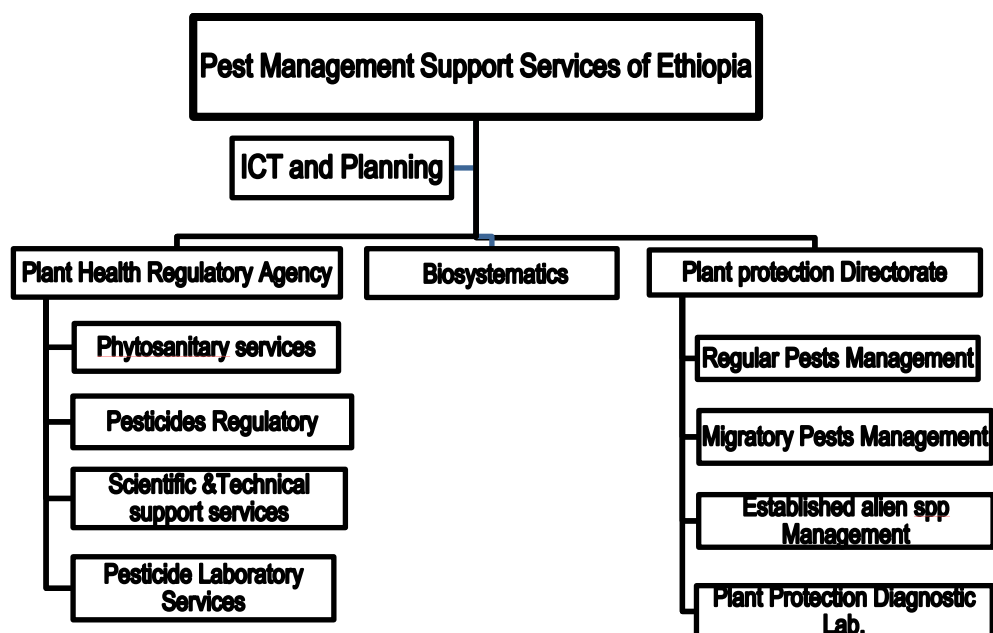 Pest Management Support Services of Ethiopia
ICT and Planning
Plant Health Regulatory Agency
Biosystematics
Plant protection Directorate
Phytosanitary services
Pesticides Regulatory
Scientific &Technical
support services
Pesticide Laboratory
Services
Regular Pests Management
Migratory Pests Management
Established alien spp
Management
Plant Protection Diagnostic
Lab.